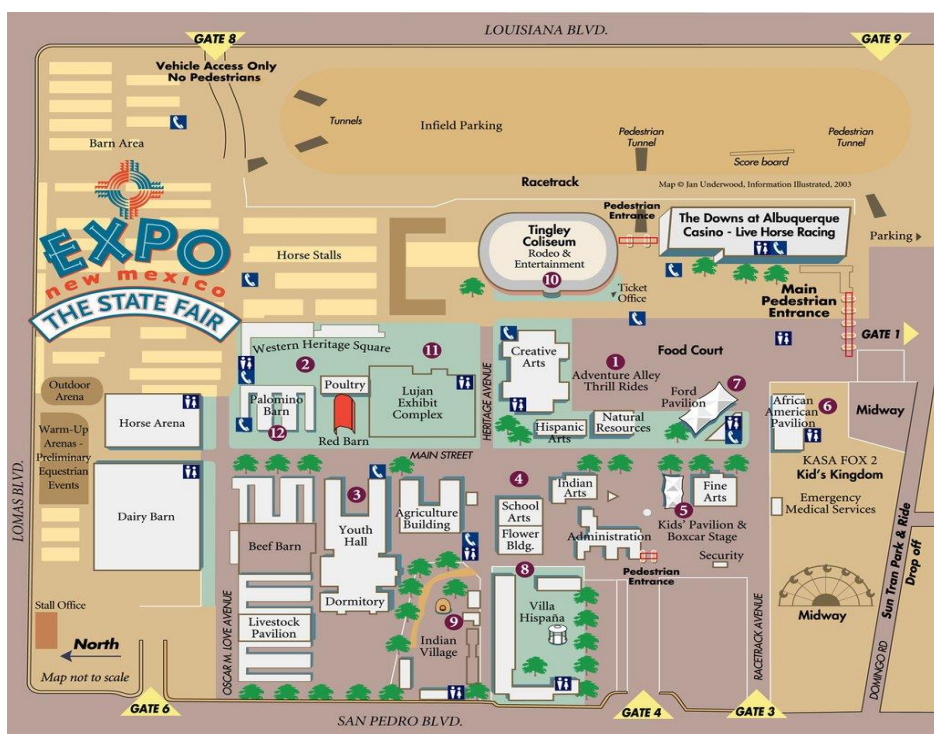 LOUISIANA BLVD.
GATE 8
GATE 9
Vehicle Access Only
No Pedestrians
Barn Area
Tunnels
Infield Parking
Pedestrian
Tunnel
Score board
Pedestrian
Tunnel
Racetrack
Map © Jan Underwood, Information Illustrated, 2003
EXPO
new mexico
THE STATE FAIR
Horse Stalls
Tingley
Coliseum
Rodeo &
Entertainment
10
Pedestrian
Entrance
The Downs at Albuquerque
Casino - Live Horse Racing
Parking
Ticket
Office
Main
Pedestrian
Entrance
GATE 1
Western Heritage Square
2
11
Poultry
Palomino
Barn
12
Red Barn
Lujan
Exhibit
Complex
HERITAGE AVENUE
Creative
Arts
1
Adventure Alley
Thrill Rides
Food Court
Ford
Pavilion
7
Hispanic
Arts
Natural
Resources
African
American
Pavilion
6
Midway
Outdoor
Arena
Horse Arena
Warm-Up
Arenas -
Preliminary
Equestrian
Events
LOMAS BLVD.
Dairy Barn
MAIN STREET
KASA FOX 2
Kid's Kingdom
Emergency
Medical Services
3
Youth
Hall
Dormitory
Agriculture
Building
Beef Barn
Livestock
Pavilion
4
School
Arts
Flower
Bldg.
Indian
Arts
Administration
5
Fine
Arts
Kids' Pavilion &
Boxcar Stage
Security
Pedestrian
Entrance
8
Villa
Hispaña
9
Indian
Village
Midway
Sun Tran Park & Ride
Drop off
DOMINGO RD
RACETRACK AVENUE
OSCAR M. LOVE AVENUE
Stall Office
North
Map not to scale
GATE 6
SAN PEDRO BLVD.
GATE 4
GATE 3